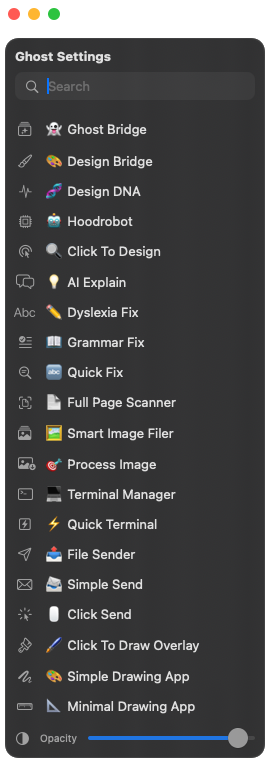 Ghost Settings
Search
👻 Ghost Bridge
🎨 Design Bridge
🧬 Design DNA
🤖 Hoodrobot
🔍 Click To Design
💡 AI Explain
Abc ✏️ Dyslexia Fix
📖 Grammar Fix
🔤 Quick Fix
📄 Full Page Scanner
🖼️ Smart Image Filer
🎯 Process Image
💻 Terminal Manager
⚡ Quick Terminal
📤 File Sender
📨 Simple Send
🖱️ Click Send
🖌️ Click To Draw Overlay
🎨 Simple Drawing App
📐 Minimal Drawing App
Opacity